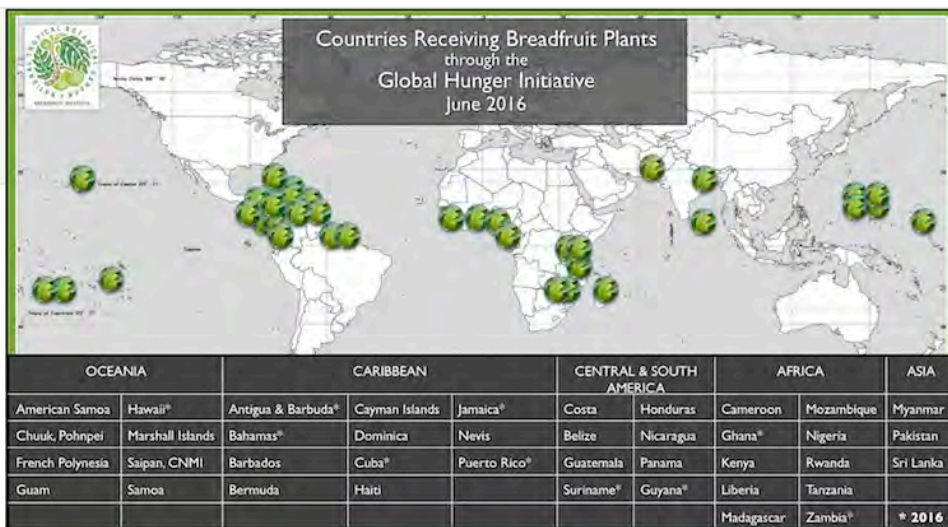 Countries Receiving Breadfruit Plants
through the
Global Hunger Initiative
June 2016
OCEANIA CARIBBEAN CENTRAL & SOUTH AMERICA AFRICA ASIA
American Samoa Hawaii* Antigua & Barbuda* Cayman Islands Jamaica* Costa Honduras Cameroon Mozambique Myanmar
Chuuk, Pohnpei Marshall Islands Bahamas* Dominica Nevis Belize Nicaragua Ghana* Nigeria Pakistan
French Polynesia Saipan, CNMI Barbados Cuba* Puerto Rico* Guatemala Panama Kenya Rwanda Sri Lanka
Guam Samoa Bermuda Haiti Suriname* Guyana* Liberia Tanzania
Madagascar Zambia* * 2016